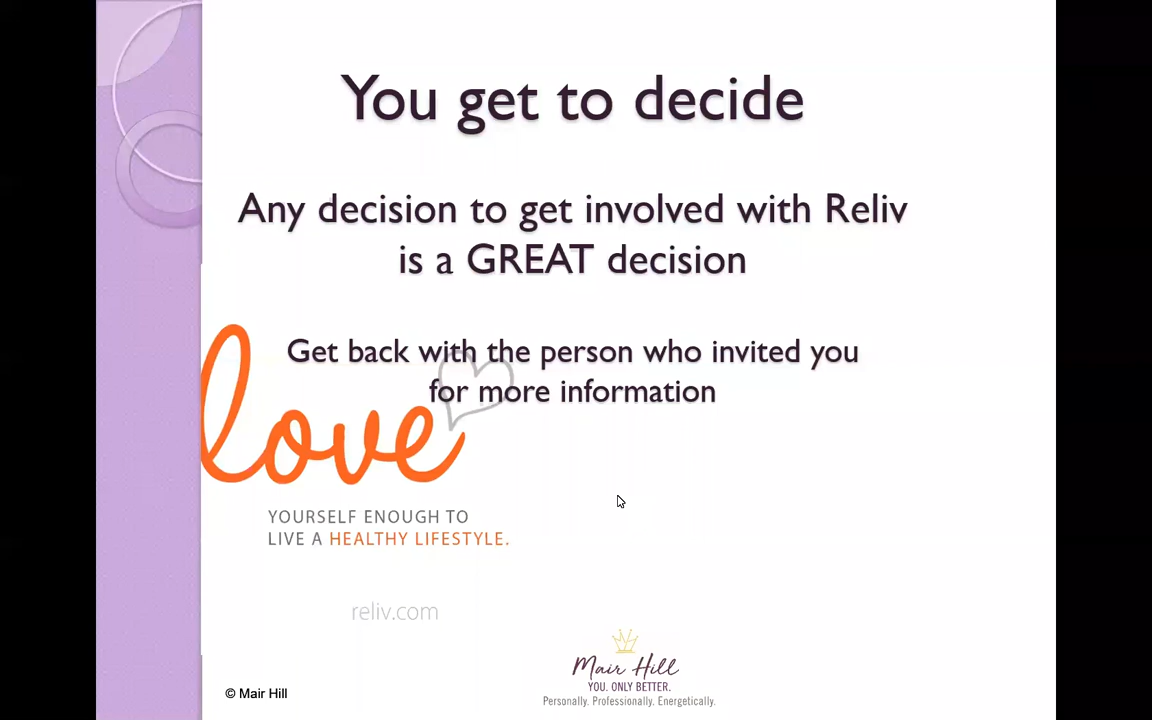 You get to decide
Any decision to get involved with Reliv
is a GREAT decision
Get back with the person who invited you
for more information
love
YOURSELF ENOUGH TO
LIVE A HEALTHY LIFESTYLE.
reliv.com
Mair Hill
YOU. ONLY BETTER.
Personally. Professionally. Energetically.
© Mair Hill